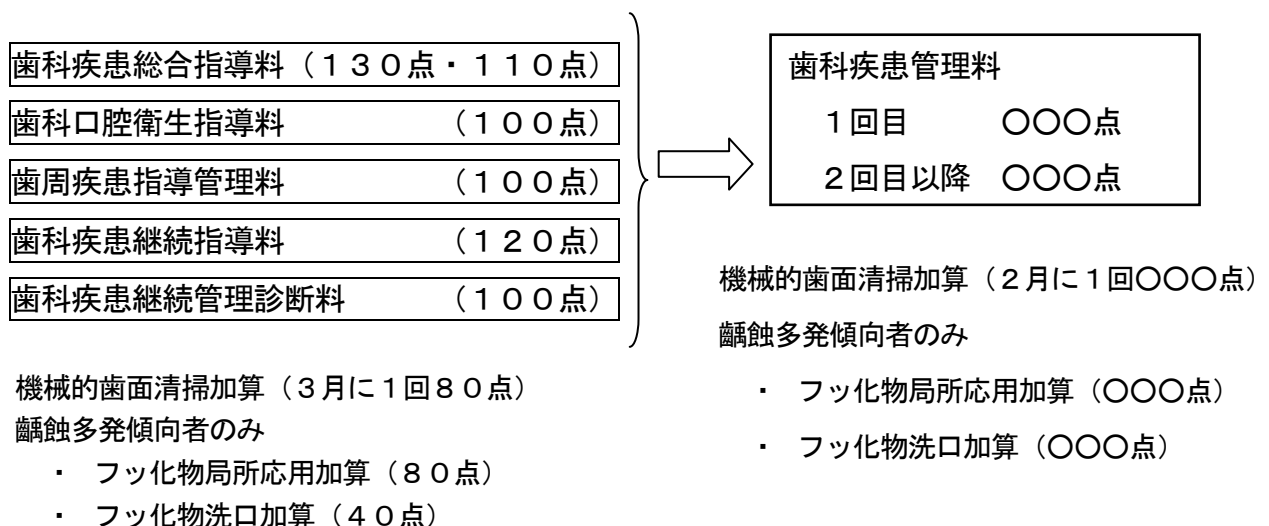 歯科疾患総合指導料（１３０点・１１０点）
歯科口腔衛生指導料　　　　　　（１００点）
歯周疾患指導管理料　　　　　　（１００点）
歯科疾患継続指導料　　　　　　（１２０点）
歯科疾患継続管理診断料　　　　（１００点）
機械的歯面清掃加算（３月に１回８０点）
齲蝕多発傾向者のみ
・　フッ化物局所応用加算（８０点）
・　フッ化物洗口加算（４０点）
歯科疾患管理料
１回目　　　〇〇〇点
２回目以降　〇〇〇点
機械的歯面清掃加算（２月に１回〇〇〇点）
齲蝕多発傾向者のみ
・　フッ化物局所応用加算（〇〇〇点）
・　フッ化物洗口加算（〇〇〇点）